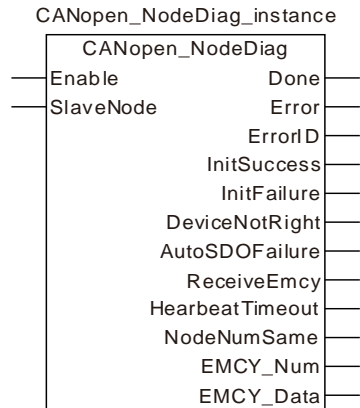 CANopen_NodeDiag_instance
CANopen_NodeDiag
Enable Done
SlaveNode Error
ErrorID
InitSuccess
InitFailure
DeviceNotRight
AutoSDOFailure
ReceiveEmcy
HearbeatTimeout
NodeNumSame
EMCY_Num
EMCY_Data